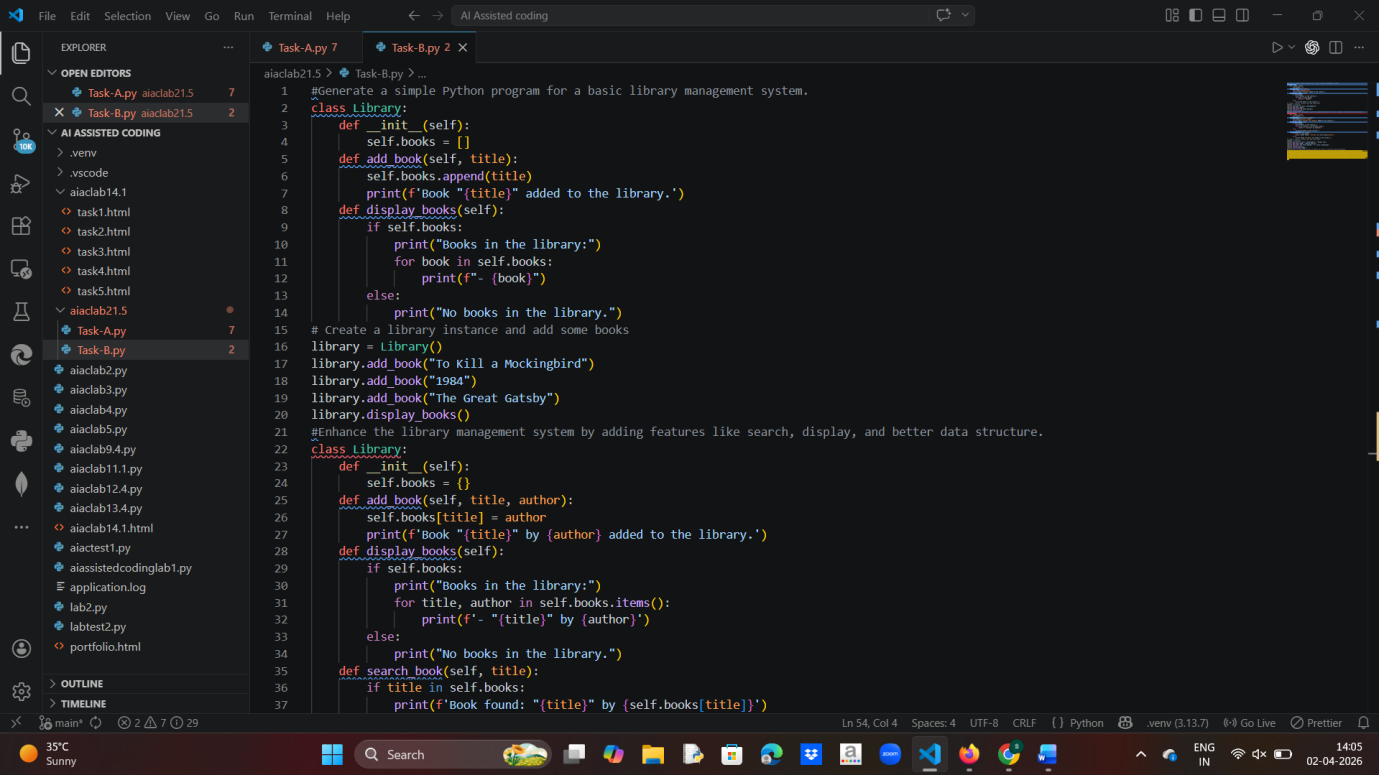 File Edit Selection View Go Run Terminal Help
AI Assisted coding
EXPLORER
OPEN EDITORS
Task-A.py aiaclab21.5 7
Task-B.py aiaclab21.5 2
AI ASSISTED CODING
.venv
.vscode
aiaclab14.1
task1.html
task2.html
task3.html
task4.html
task5.html
aiaclab21.5
Task-A.py 7
Task-B.py 2
aiaclab2.py
aiaclab3.py
aiaclab4.py
aiaclab5.py
aiaclab9.4.py
aiaclab11.1.py
aiaclab12.4.py
aiaclab13.4.py
aiaclab14.1.html
aiactest1.py
aiassistedcodinglab1.py
application.log
lab2.py
labtest2.py
portfolio.html
OUTLINE
TIMELINE
10K
Task-A.py 7
Task-B.py 2
aiaclab21.5 > Task-B.py > ...
1 #Generate a simple Python program for a basic library management system.
2 class Library:
3 def __init__(self):
4 self.books = []
5 def add_book(self, title):
6 self.books.append(title)
7 print(f'Book "{title}" added to the library.')
8 def display_books(self):
9 if self.books:
10 print("Books in the library:")
11 for book in self.books:
12 print(f"- {book}")
13 else:
14 print("No books in the library.")
15 # Create a library instance and add some books
16 library = Library()
17 library.add_book("To Kill a Mockingbird")
18 library.add_book("1984")
19 library.add_book("The Great Gatsby")
20 library.display_books()
21 #Enhance the library management system by adding features like search, display, and better data structure.
22 class Library:
23 def __init__(self):
24 self.books = {}
25 def add_book(self, title, author):
26 self.books[title] = author
27 print(f'Book "{title}" by {author} added to the library.')
28 def display_books(self):
29 if self.books:
30 print("Books in the library:")
31 for title, author in self.books.items():
32 print(f'- "{title}" by {author}')
33 else:
34 print("No books in the library.")
35 def search_book(self, title):
36 if title in self.books:
37 print(f'Book found: "{title}" by {self.books[title]}')
main* 2 7 29
Ln 54, Col 4 Spaces: 4 UTF-8 CRLF { } Python .venv (3.13.7) Go Live Prettier
35°C
Sunny
Search
zoom
ENG
IN
14:05
02-04-2026